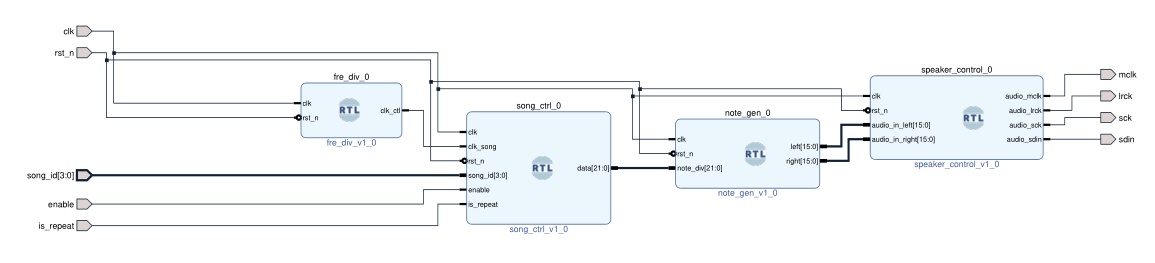 clk
rst_n
song_id[3:0]
enable
is_repeat
fre_div_0
clk
rst_n
clk_ctl
RTL
fre_div_v1_0
song_ctrl_0
clk
clk_song
rst_n
song_id[3:0]
enable
is_repeat
data[21:0]
RTL
song_ctrl_v1_0
note_gen_0
clk
rst_n
note_div[21:0]
left[15:0]
right[15:0]
RTL
note_gen_v1_0
speaker_control_0
clk
rst_n
audio_in_left[15:0]
audio_in_right[15:0]
audio_mclk
audio_lrck
audio_sck
audio_sdin
RTL
speaker_control_v1_0
mclk
lrck
sck
sdin